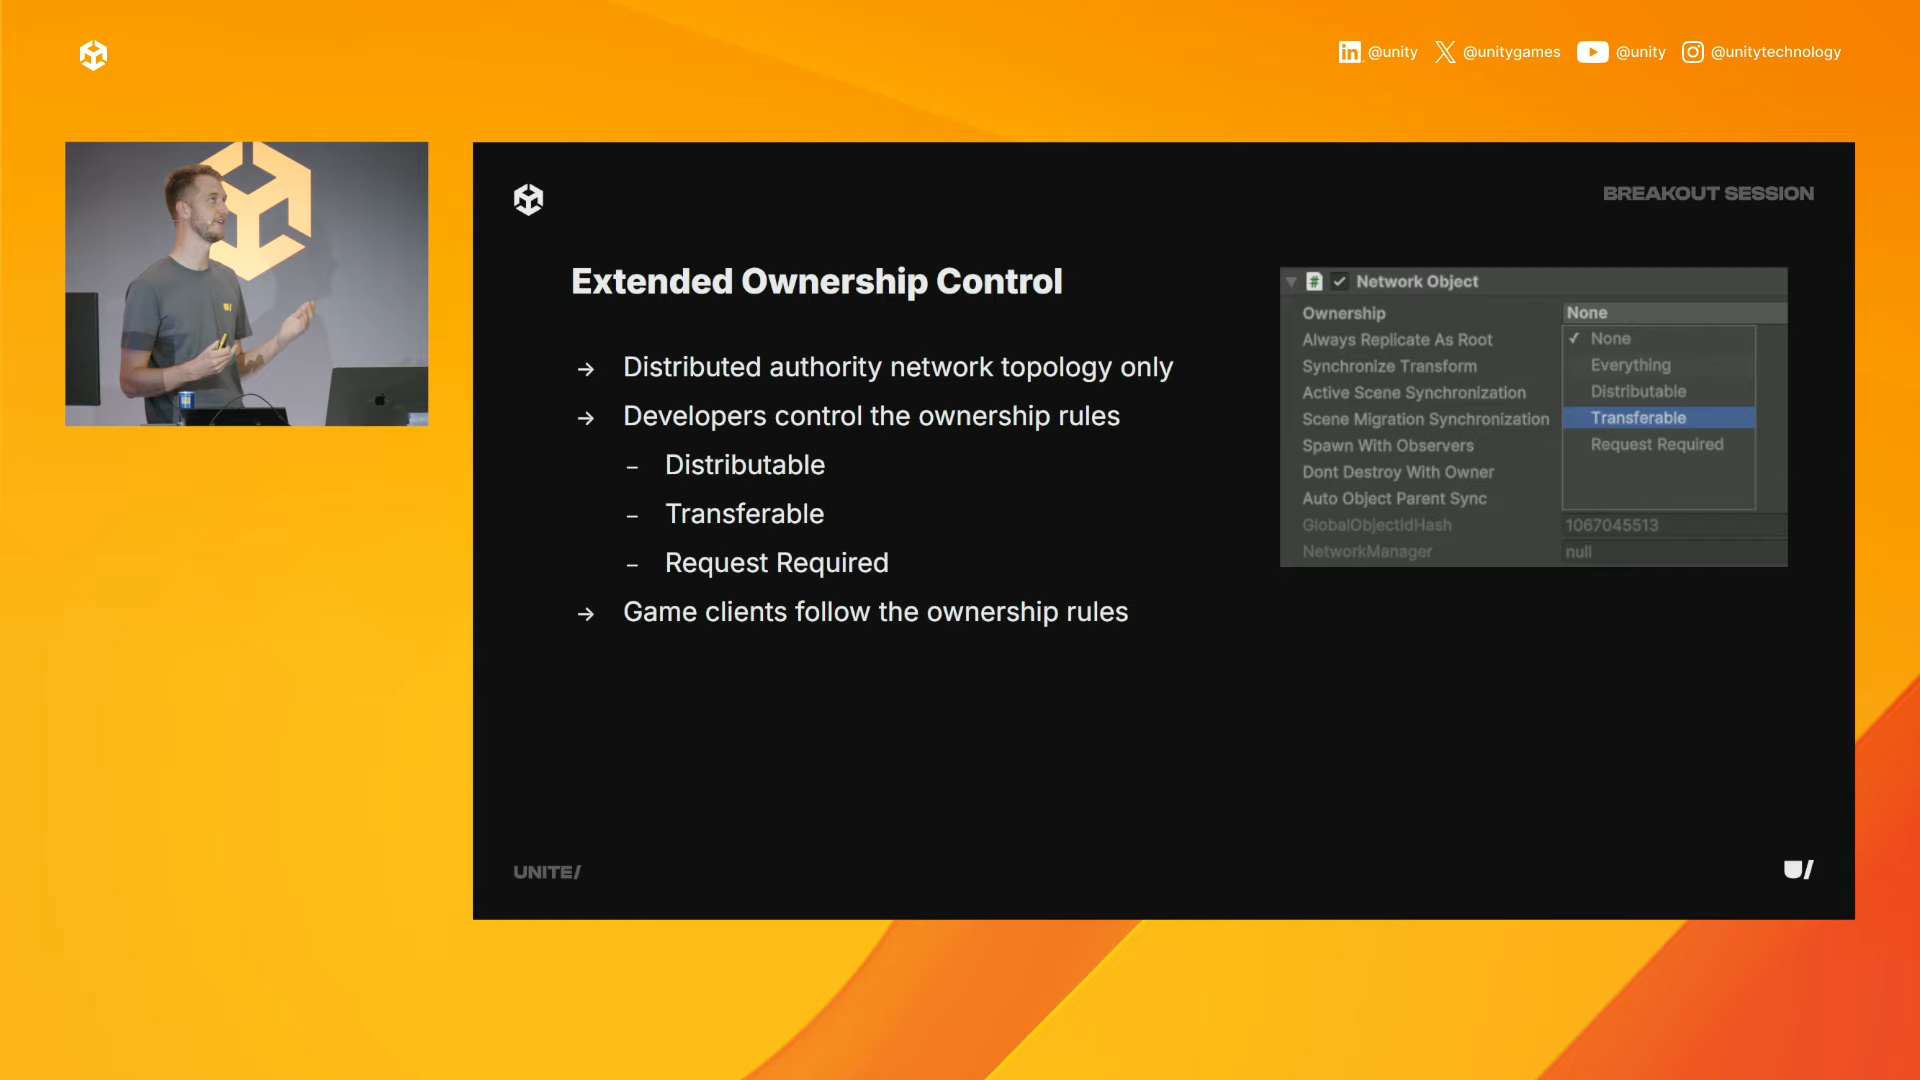 @unity @unitygames @unity @unitytechnology
BREAKOUT SESSION
Extended Ownership Control
→ Distributed authority network topology only
→ Developers control the ownership rules
– Distributable
– Transferable
– Request Required
→ Game clients follow the ownership rules
# ✓ Network Object
Ownership None
Always Replicate As Root ✓ None
Synchronize Transform Everything
Active Scene Synchronization Distributable
Scene Migration Synchronization Transferable
Spawn With Observers Request Required
Dont Destroy With Owner
Auto Object Parent Sync
GlobalObjectIdHash 1067045513
NetworkManager null
UNITE/
U/